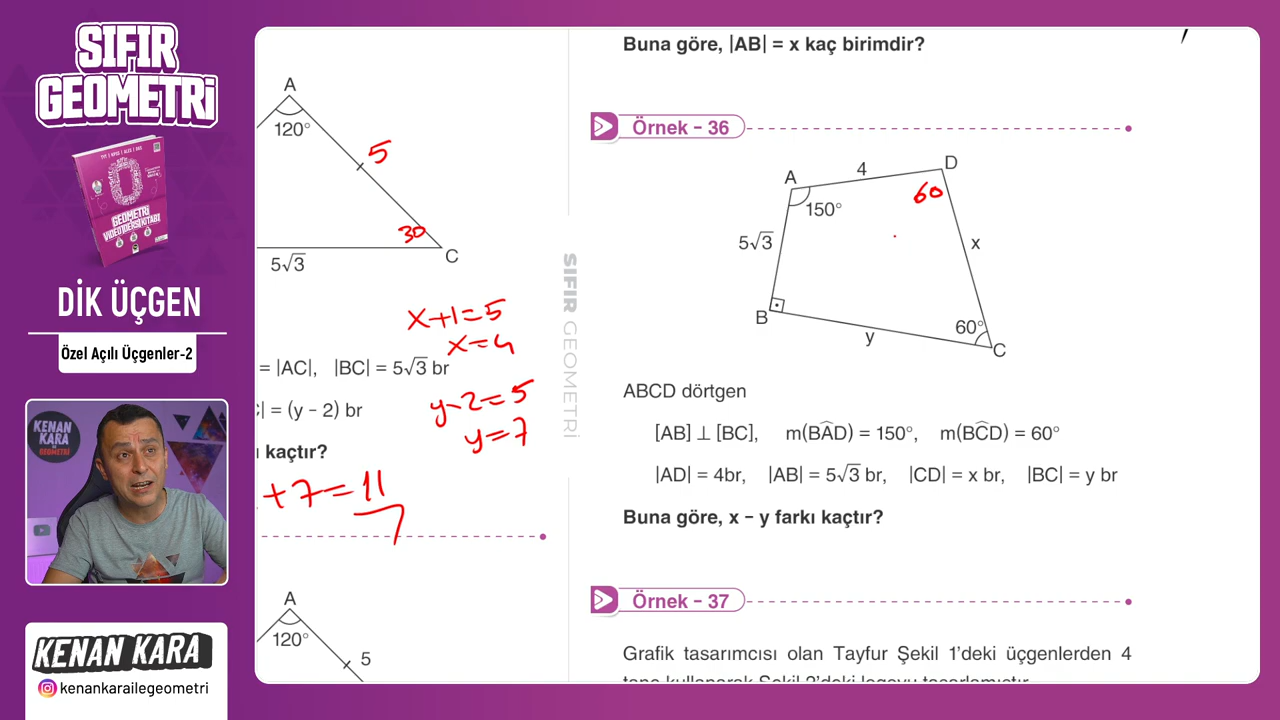 SIFIR
GEOMETRİ
GEOMETRİ
VİDEO DERS KİTABI
DİK ÜÇGEN
Özel Açılı Üçgenler-2
KENAN
KARA
KENAN KARA
kenankarailegeometri
A
120°
5
30
C
5√3
x+1=5
x=4
= |AC|, |BC| = 5√3 br
y-2=5
| = (y – 2) br
y=7
kaçtır?
+7=11
A
120°
5
SIFIR GEOMETRİ
Buna göre, |AB| = x kaç birimdir?
Örnek – 36
A
4
D
60
150°
5√3
x
B
60°
y
C
ABCD dörtgen
[AB] ⊥ [BC], m(BAD) = 150°, m(BCD) = 60°
|AD| = 4br, |AB| = 5√3 br, |CD| = x br, |BC| = y br
Buna göre, x – y farkı kaçtır?
Örnek – 37
Grafik tasarımcısı olan Tayfur Şekil 1'deki üçgenlerden 4